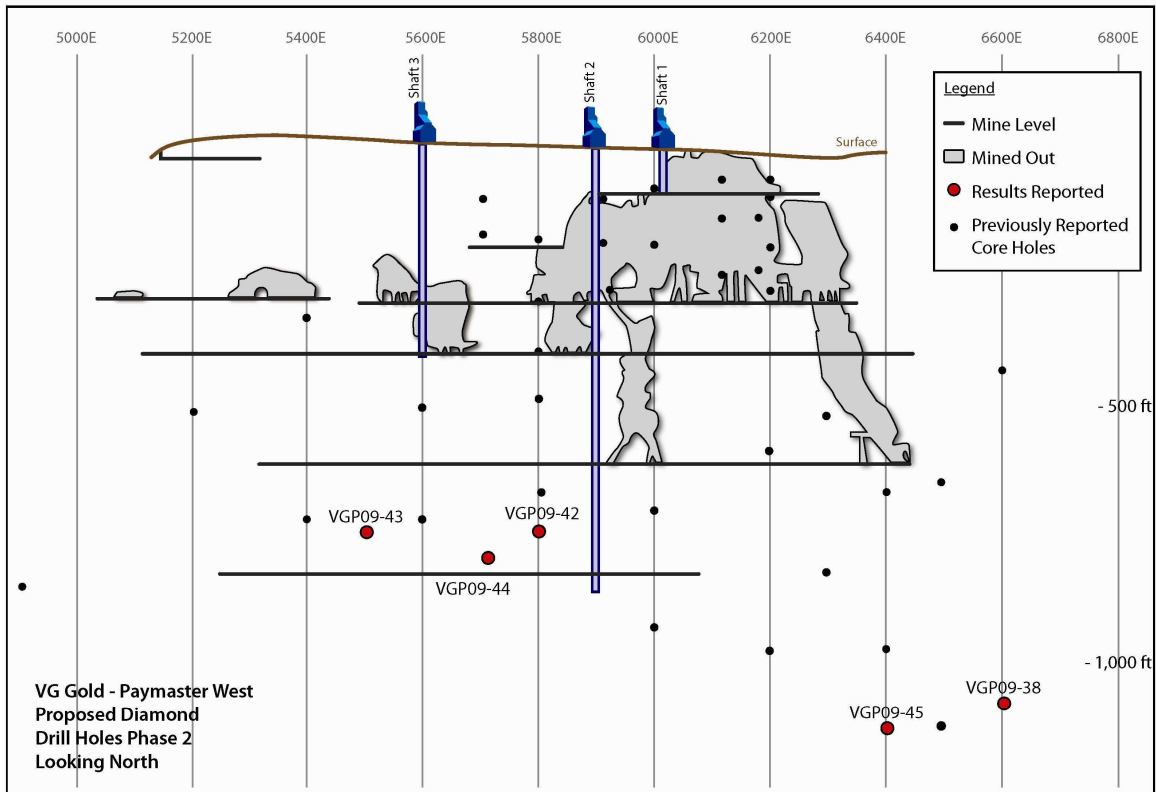 5000E 5200E 5400E 5600E 5800E 6000E 6200E 6400E 6600E 6800E
Shaft 3
Shaft 2
Shaft 1
Legend
Mine Level
Mined Out
Results Reported
Previously Reported
Core Holes
Surface
- 500 ft
VGP09-43
VGP09-42
VGP09-44
- 1,000 ft
VGP09-38
VGP09-45
VG Gold - Paymaster West
Proposed Diamond
Drill Holes Phase 2
Looking North